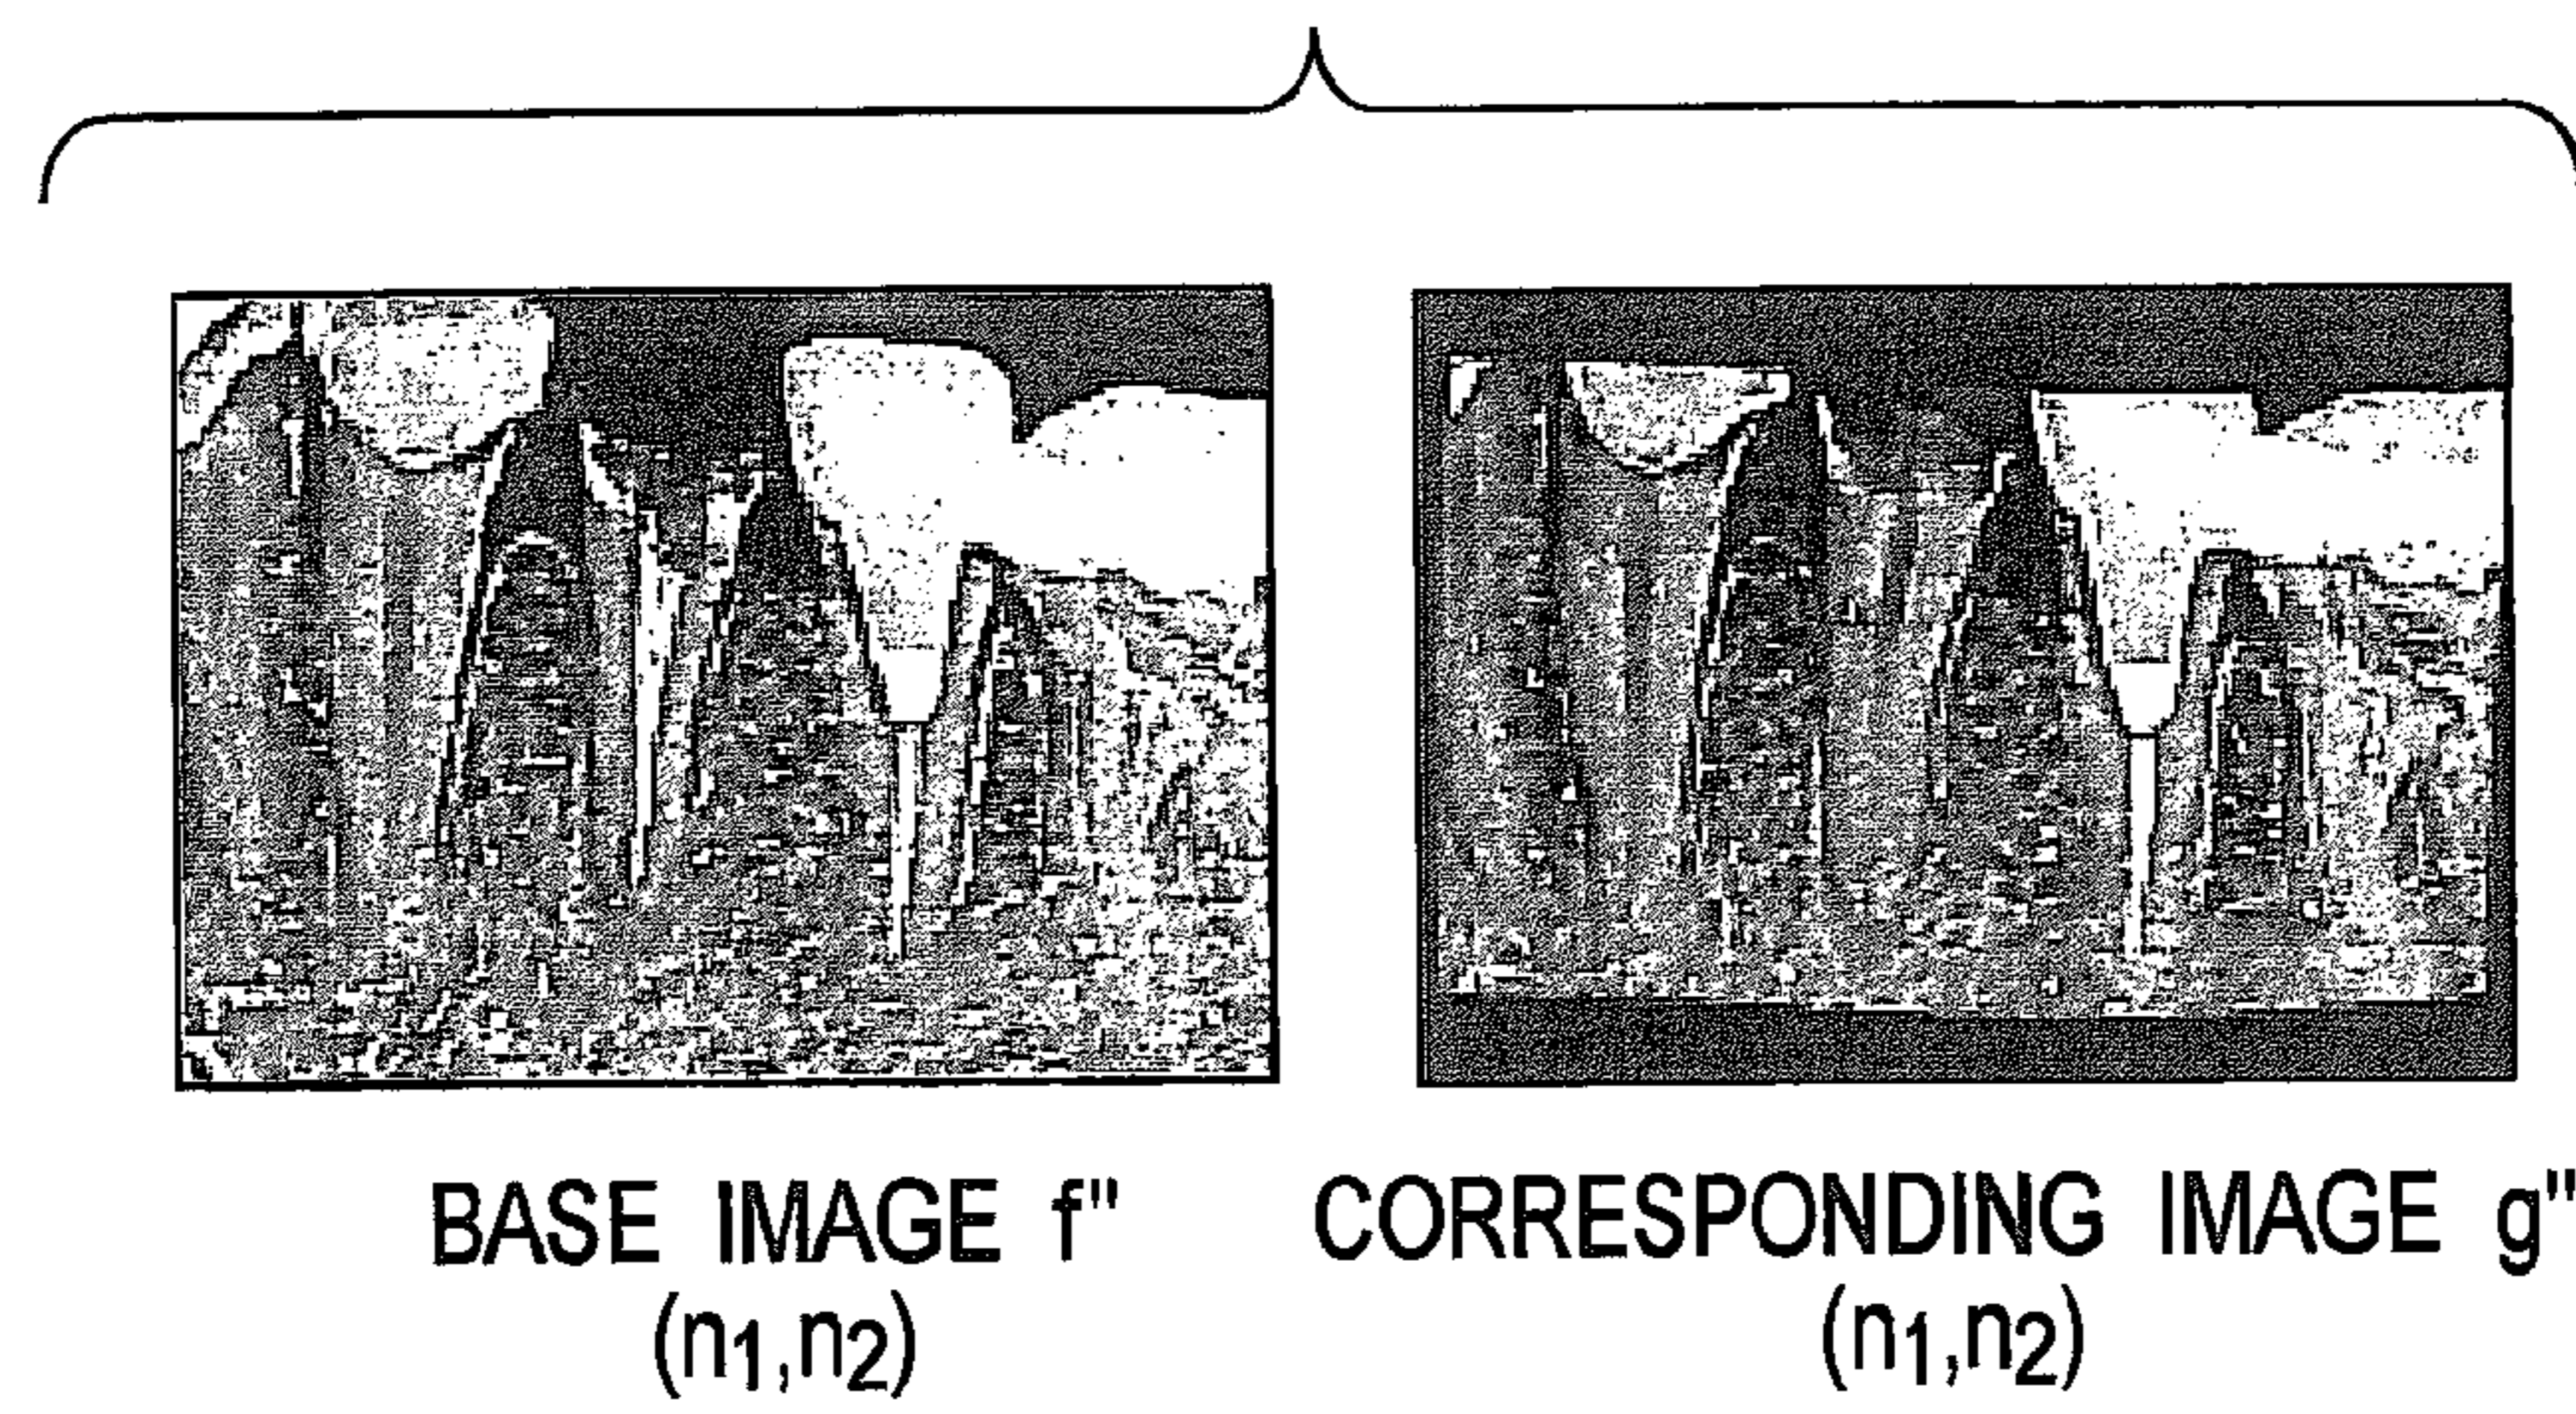 BASE IMAGE f"
(n1,n2)
CORRESPONDING IMAGE g"
(n1,n2)